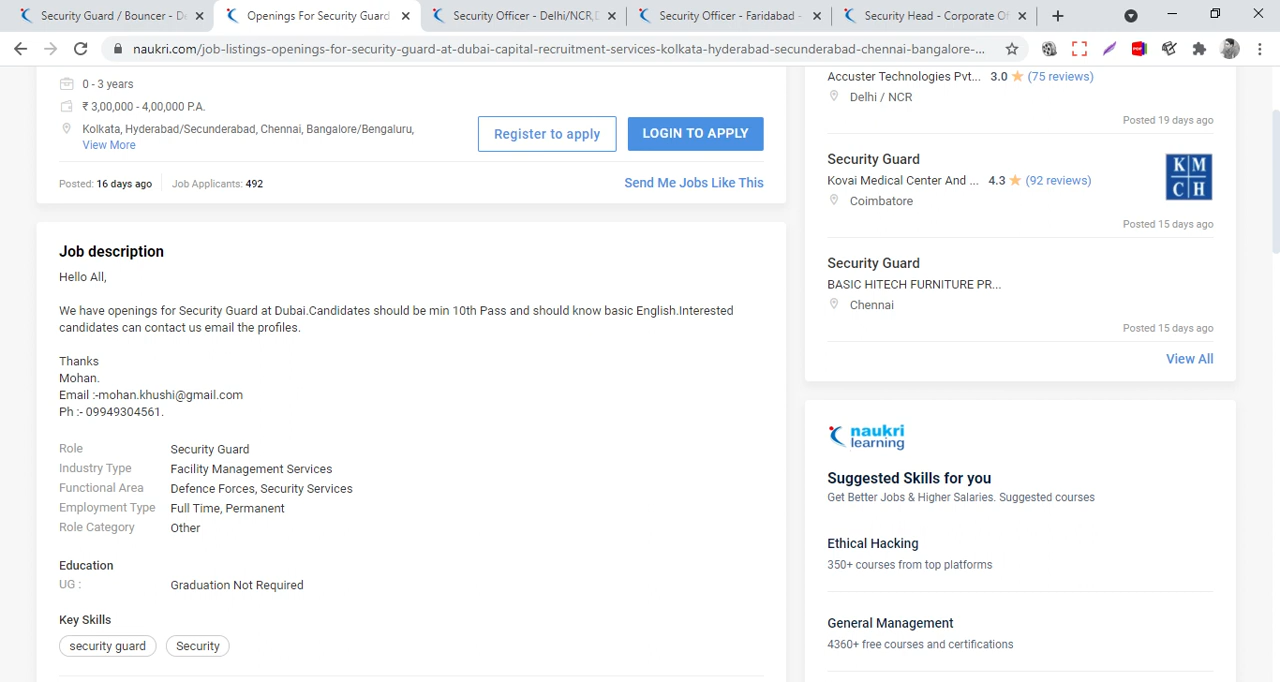 Security Guard / Bouncer - De
Openings For Security Guard
Security Officer - Delhi/NCR,D
Security Officer - Faridabad -
Security Head - Corporate Of
naukri.com/job-listings-openings-for-security-guard-at-dubai-capital-recruitment-services-kolkata-hyderabad-secunderabad-chennai-bangalore-...
0 - 3 years
₹ 3,00,000 - 4,00,000 P.A.
Kolkata, Hyderabad/Secunderabad, Chennai, Bangalore/Bengaluru,
View More
Register to apply
LOGIN TO APPLY
Posted: 16 days ago
Job Applicants: 492
Send Me Jobs Like This
Job description
Hello All,
We have openings for Security Guard at Dubai.Candidates should be min 10th Pass and should know basic English.Interested
candidates can contact us email the profiles.
Thanks
Mohan.
Email :-mohan.khushi@gmail.com
Ph :- 09949304561.
Role Security Guard
Industry Type Facility Management Services
Functional Area Defence Forces, Security Services
Employment Type Full Time, Permanent
Role Category Other
Education
UG : Graduation Not Required
Key Skills
security guard
Security
Accuster Technologies Pvt... 3.0 (75 reviews)
Delhi / NCR
Posted 19 days ago
Security Guard
Kovai Medical Center And ... 4.3 (92 reviews)
Coimbatore
KM
CH
Posted 15 days ago
Security Guard
BASIC HITECH FURNITURE PR...
Chennai
Posted 15 days ago
View All
naukri
learning
Suggested Skills for you
Get Better Jobs & Higher Salaries. Suggested courses
Ethical Hacking
350+ courses from top platforms
General Management
4360+ free courses and certifications